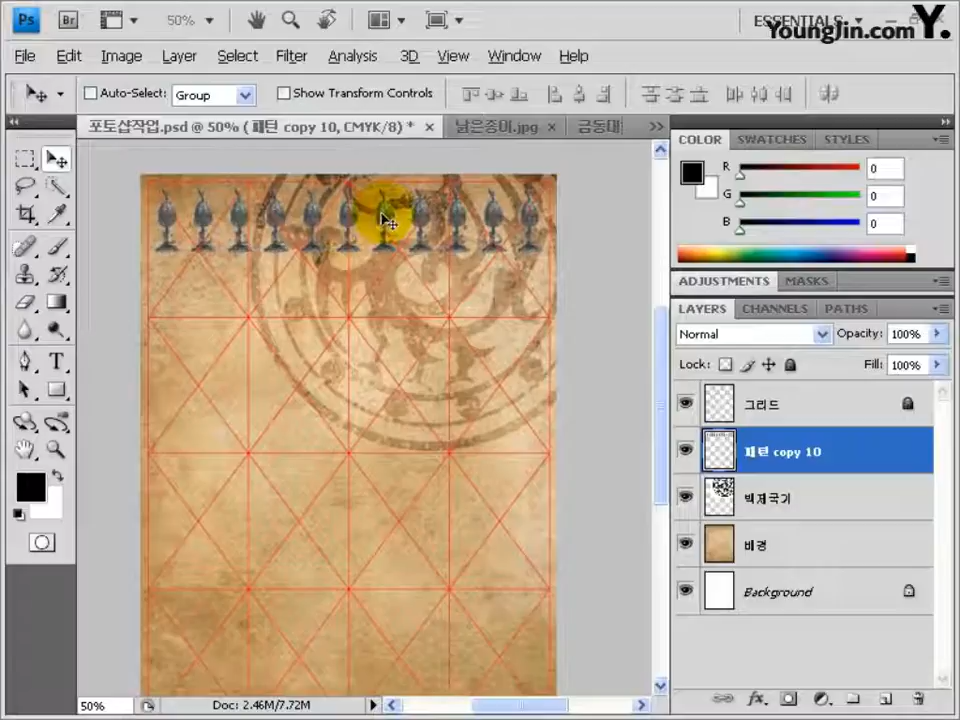 Ps Br 50% ESSENTIALS
YoungJin.com Y.
File Edit Image Layer Select Filter Analysis 3D View Window Help
Auto-Select: Group Show Transform Controls
포토샵작업.psd @ 50% ( 패턴 copy 10, CMYK/8) * × 낡은종이.jpg × 금동대 >>
COLOR SWATCHES STYLES
R 0
G 0
B 0
ADJUSTMENTS MASKS
LAYERS CHANNELS PATHS
Normal Opacity: 100%
Lock: Fill: 100%
그리드
패턴 copy 10
백제국기
배경
Background
50% Doc: 2.46M/7.72M